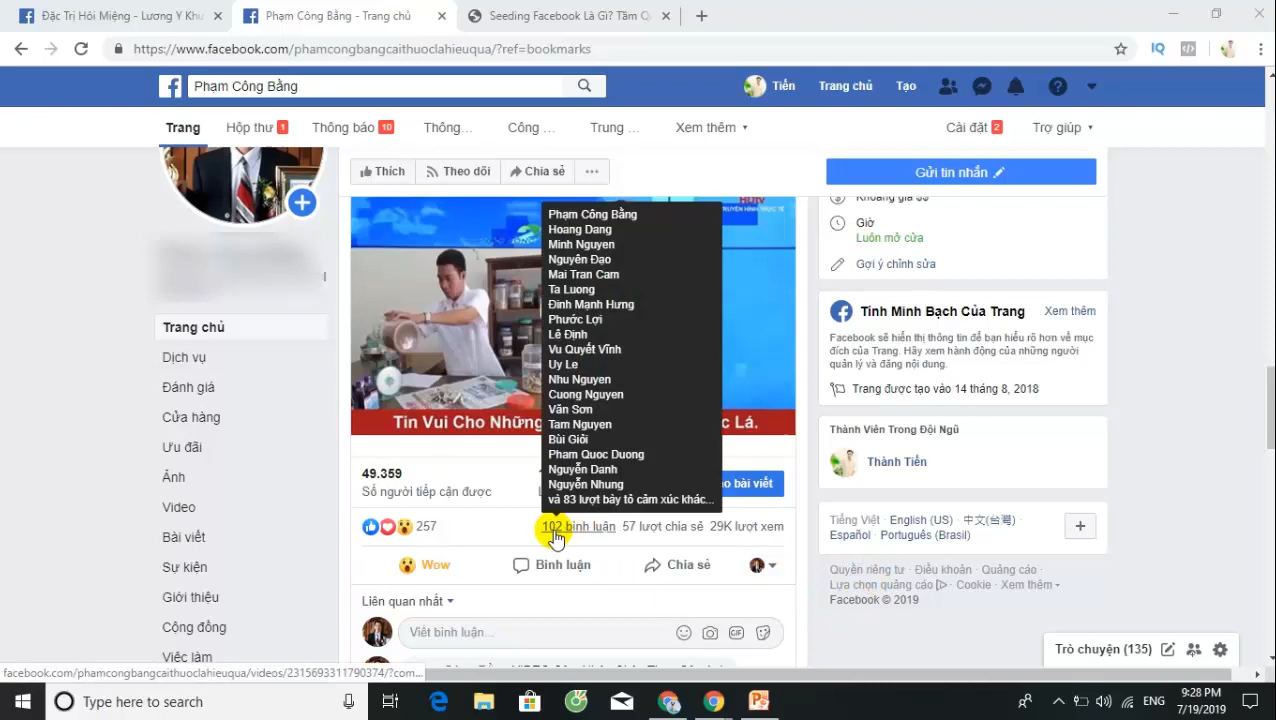 Đặc Trị Hôi Miệng - Lương Y Khu
Phạm Công Bằng - Trang chủ
Seeding Facebook Là Gì? Tầm Q
https://www.facebook.com/phamcongbangcaithuoclahieuqua/?ref=bookmarks
IQ
Phạm Công Bằng
Tiến
Trang chủ
Tạo
Trang
Hộp thư 1
Thông báo 10
Thông...
Công ...
Trung ...
Xem thêm
Cài đặt 2
Trợ giúp
Thích
Theo dõi
Chia sẻ
Gửi tin nhắn
Khoảng giá $$
Giờ
Luôn mở cửa
Gợi ý chỉnh sửa
Tính Minh Bạch Của Trang
Xem thêm
Facebook sẽ hiển thị thông tin để bạn hiểu rõ hơn về mục
đích của Trang. Hãy xem hành động của những người
quản lý và đăng nội dung.
Trang được tạo vào 14 tháng 8, 2018
Thành Viên Trong Đội Ngũ
Thành Tiến
Tiếng Việt · English (US) · 中文(台灣) ·
Español · Português (Brasil)
Quyền riêng tư · Điều khoản · Quảng cáo ·
Lựa chọn quảng cáo · Cookie · Xem thêm
Facebook © 2019
Trang chủ
Dịch vụ
Đánh giá
Cửa hàng
Ưu đãi
Ảnh
Video
Bài viết
Sự kiện
Giới thiệu
Cộng đồng
Việc làm
TRUYỀN HÌNH THỰC TẾ
Phạm Công Bằng
Hoang Dang
Minh Nguyen
Nguyên Đạo
Mai Tran Cam
Ta Luong
Đinh Mạnh Hưng
Phước Lợi
Lê Định
Vu Quyết Vĩnh
Uy Le
Nhu Nguyen
Cuong Nguyen
Văn Sơn
Tam Nguyen
Bùi Giỏi
Pham Quoc Duong
Nguyễn Danh
Nguyễn Nhung
và 83 lượt bày tỏ cảm xúc khác...
Tin Vui Cho Những
c Lá.
49.359
Số người tiếp cận được
bài viết
257
102 bình luận
57 lượt chia sẻ
29K lượt xem
Wow
Bình luận
Chia sẻ
Liên quan nhất
Viết bình luận...
GIF
Trò chuyện (135)
facebook.com/phamcongbangcaithuoclahieuqua/videos/2315693311790374/?com...
Type here to search
ENG
9:28 PM
7/19/2019